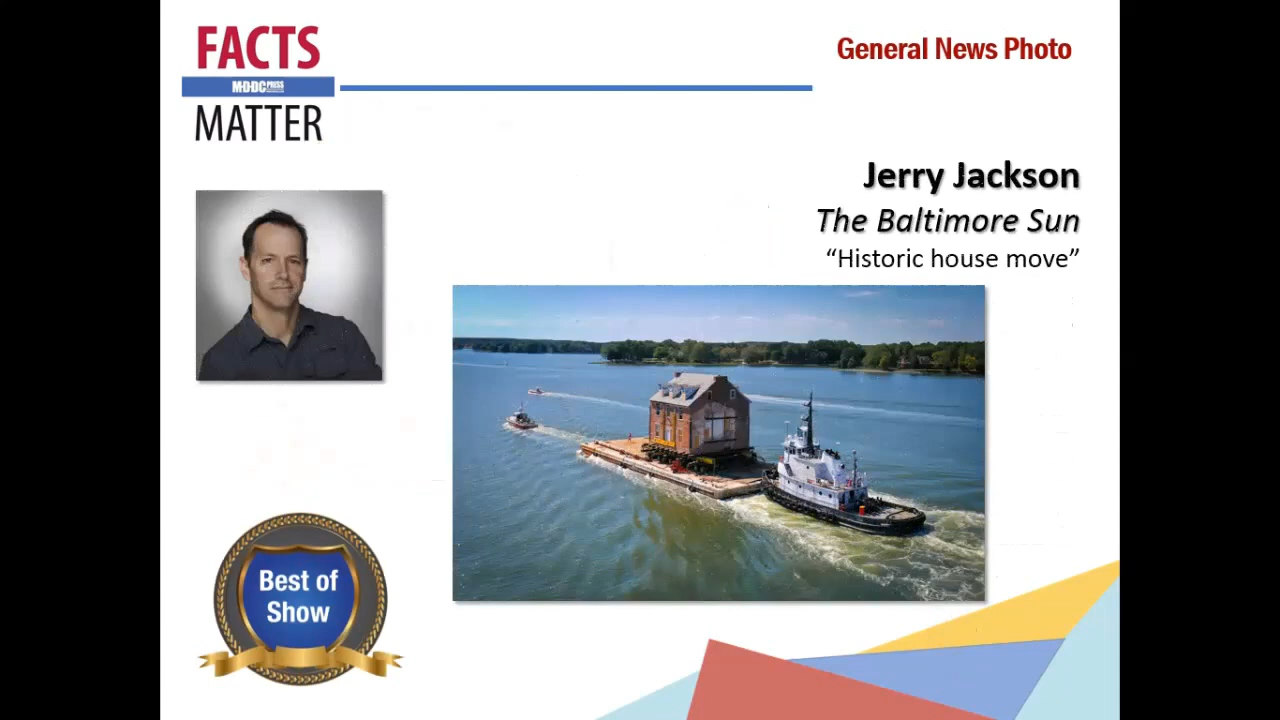 FACTS
MDDC PRESS
MATTER
General News Photo
Jerry Jackson
The Baltimore Sun
“Historic house move”
Best of
Show